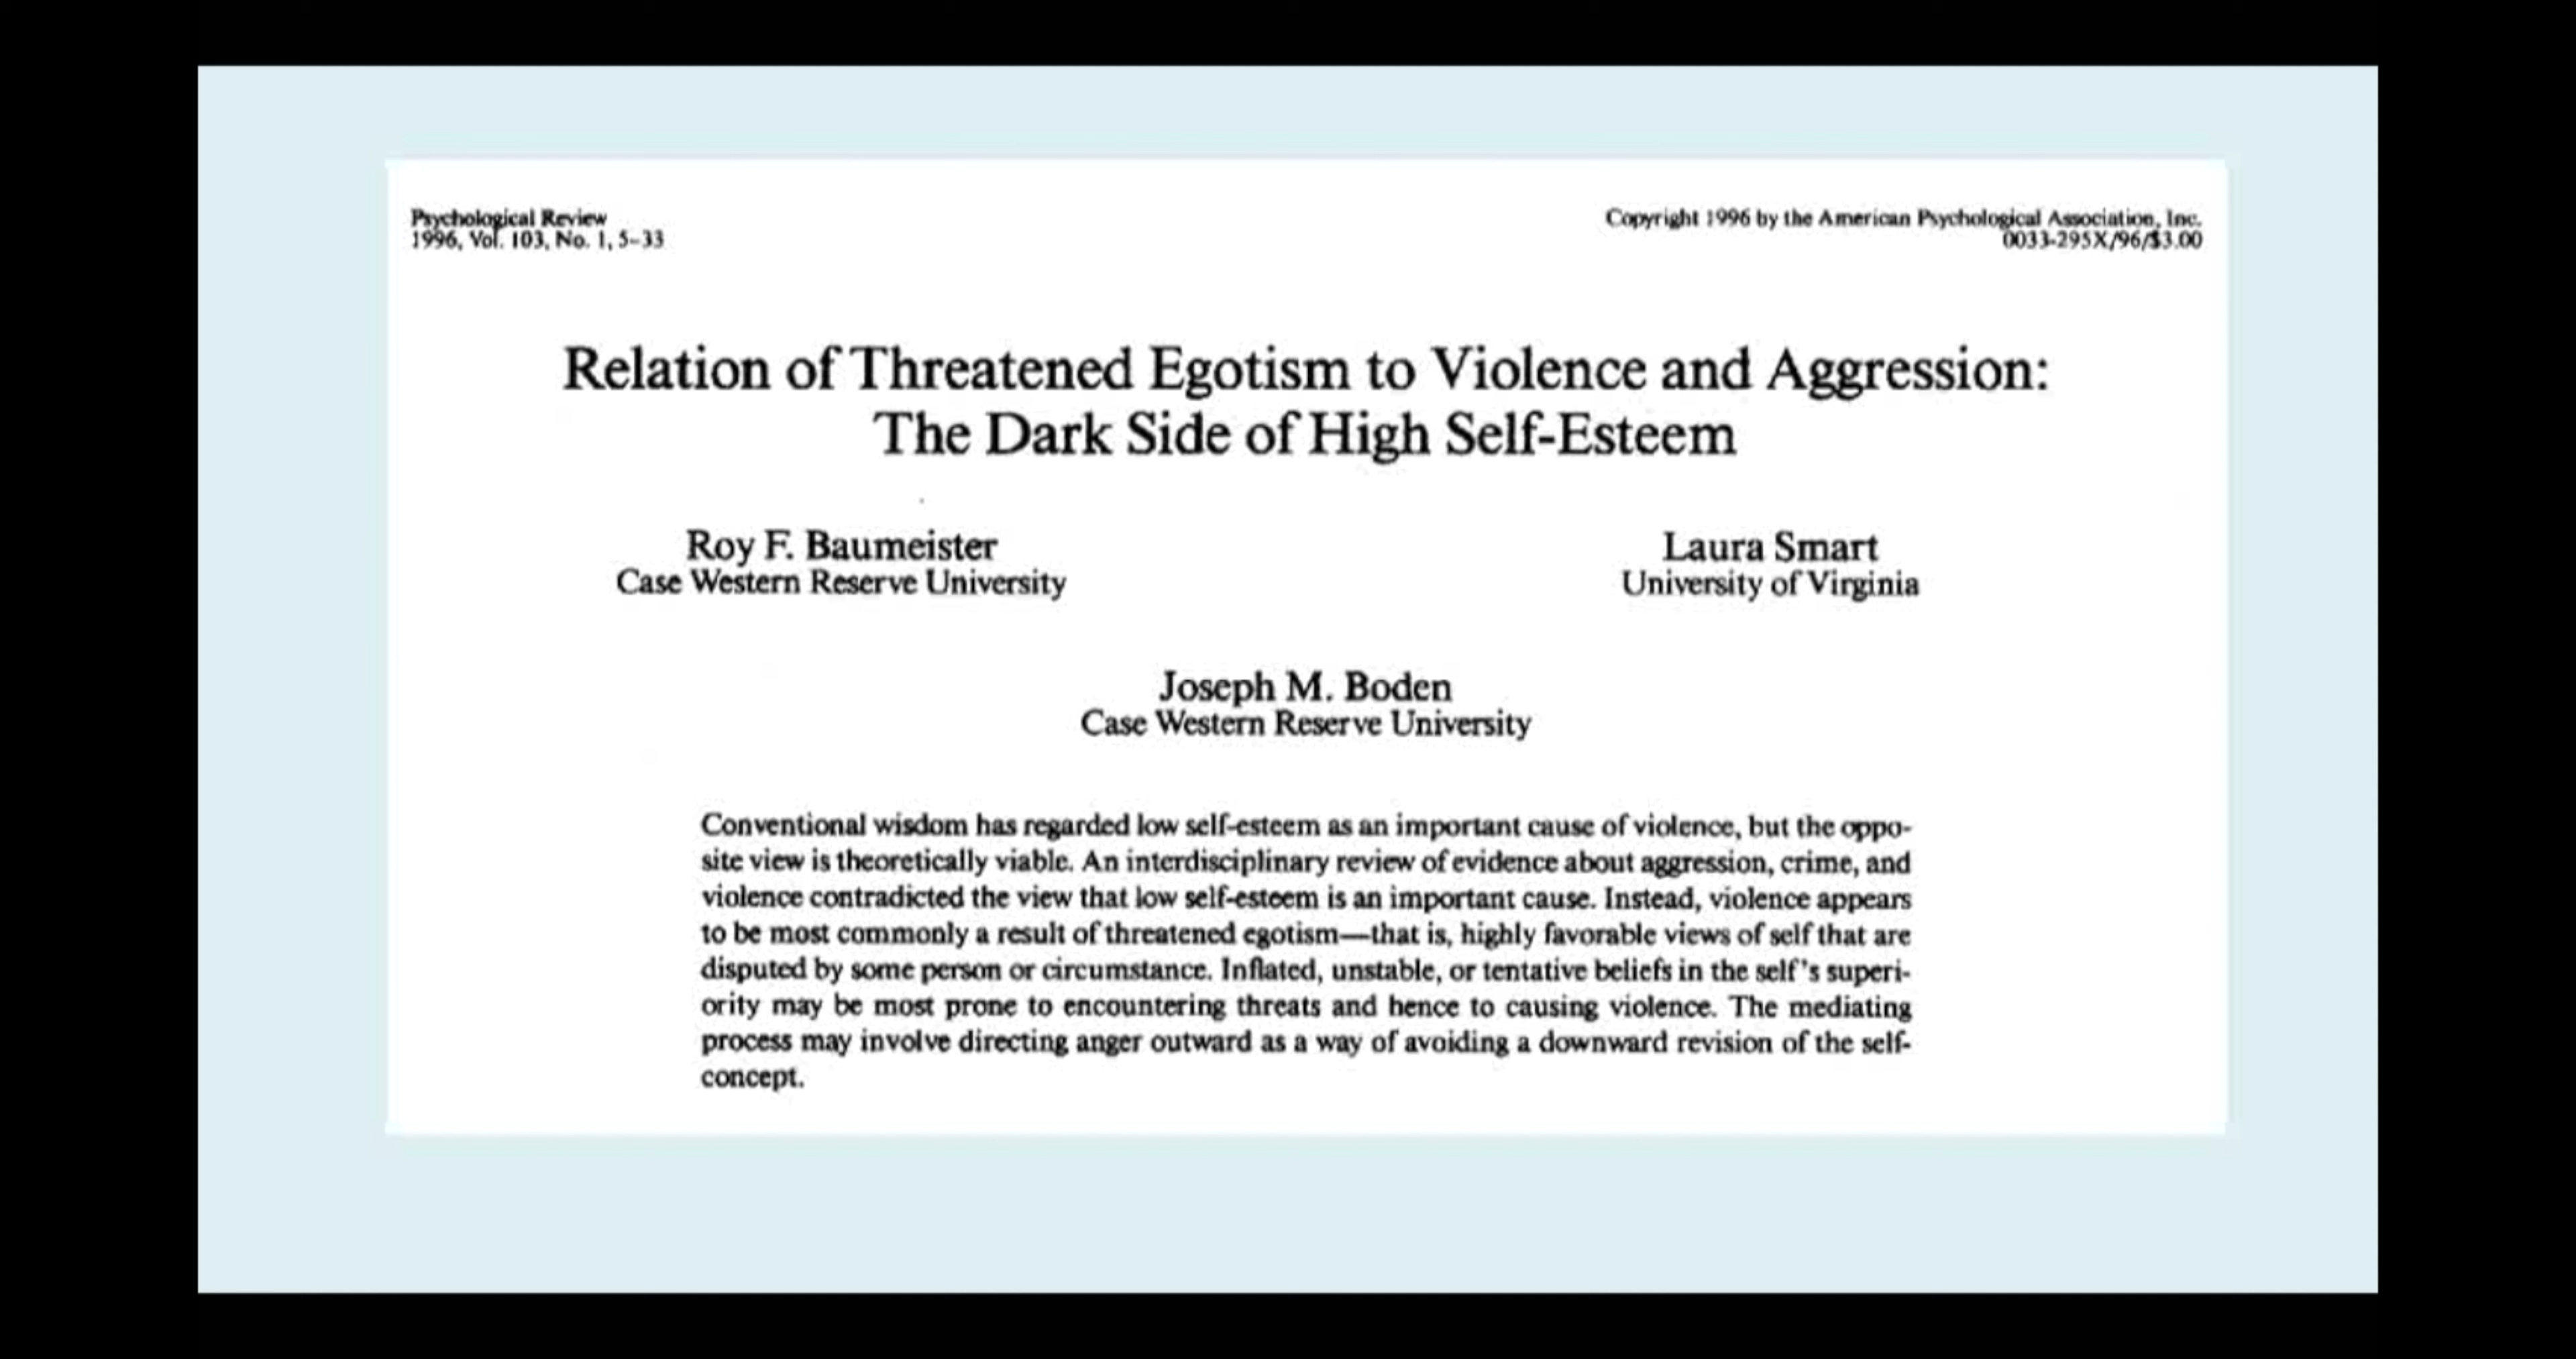 Psychological Review
1996, Vol. 103, No. 1, 5–33
Copyright 1996 by the American Psychological Association, Inc.
0033-295X/96/$3.00
Relation of Threatened Egotism to Violence and Aggression:
The Dark Side of High Self-Esteem
Roy F. Baumeister
Case Western Reserve University
Laura Smart
University of Virginia
Joseph M. Boden
Case Western Reserve University
Conventional wisdom has regarded low self-esteem as an important cause of violence, but the oppo-
site view is theoretically viable. An interdisciplinary review of evidence about aggression, crime, and
violence contradicted the view that low self-esteem is an important cause. Instead, violence appears
to be most commonly a result of threatened egotism—that is, highly favorable views of self that are
disputed by some person or circumstance. Inflated, unstable, or tentative beliefs in the self's superi-
ority may be most prone to encountering threats and hence to causing violence. The mediating
process may involve directing anger outward as a way of avoiding a downward revision of the self-
concept.